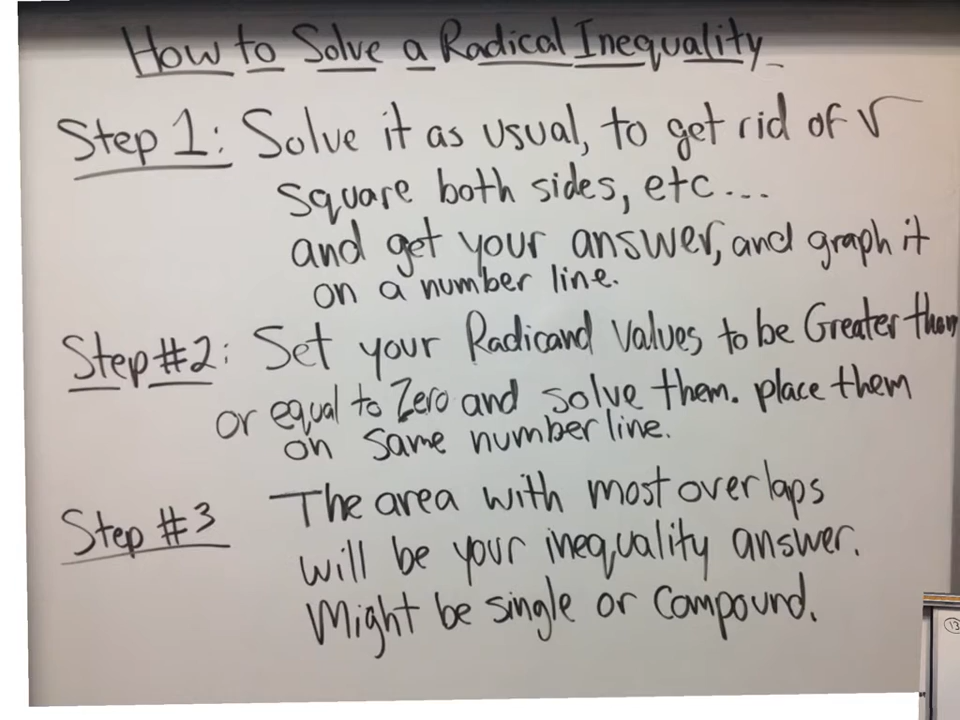 How to Solve a Radical Inequality
Step 1: Solve it as usual, to get rid of √
square both sides, etc...
and get your answer, and graph it
on a number line.
Step #2: Set your Radicand Values to be Greater than
or equal to Zero and solve them. place them
on same number line.
Step #3 The area with most overlaps
will be your inequality answer.
Might be single or compound.
13